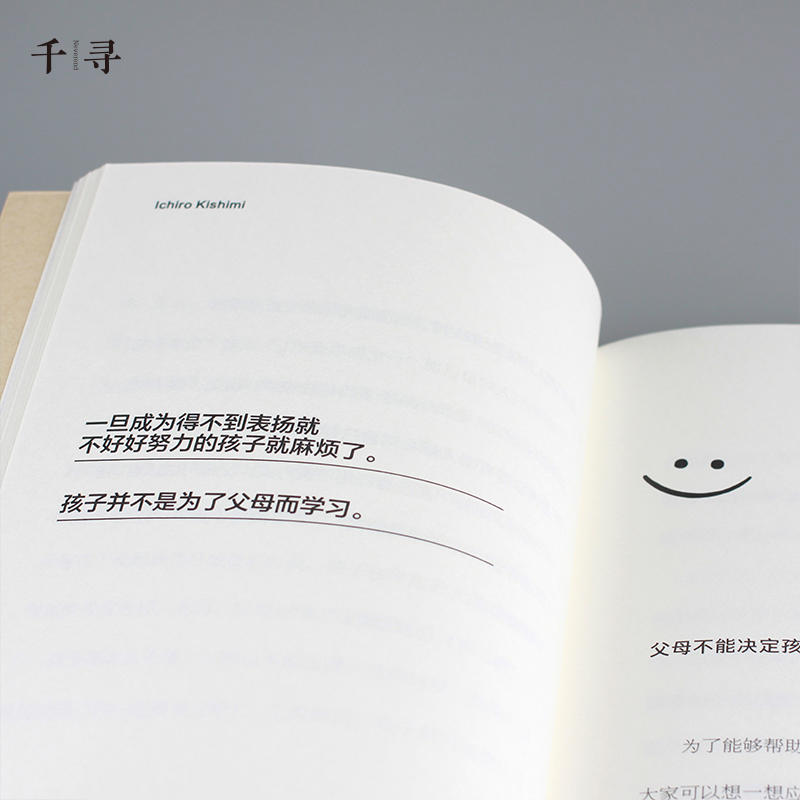 千寻
Neverend
Ichiro Kishimi
一旦成为得不到表扬就
不好好努力的孩子就麻烦了。
孩子并不是为了父母而学习。
父母不能决定孩
为了能够帮助
大家可以想一想应